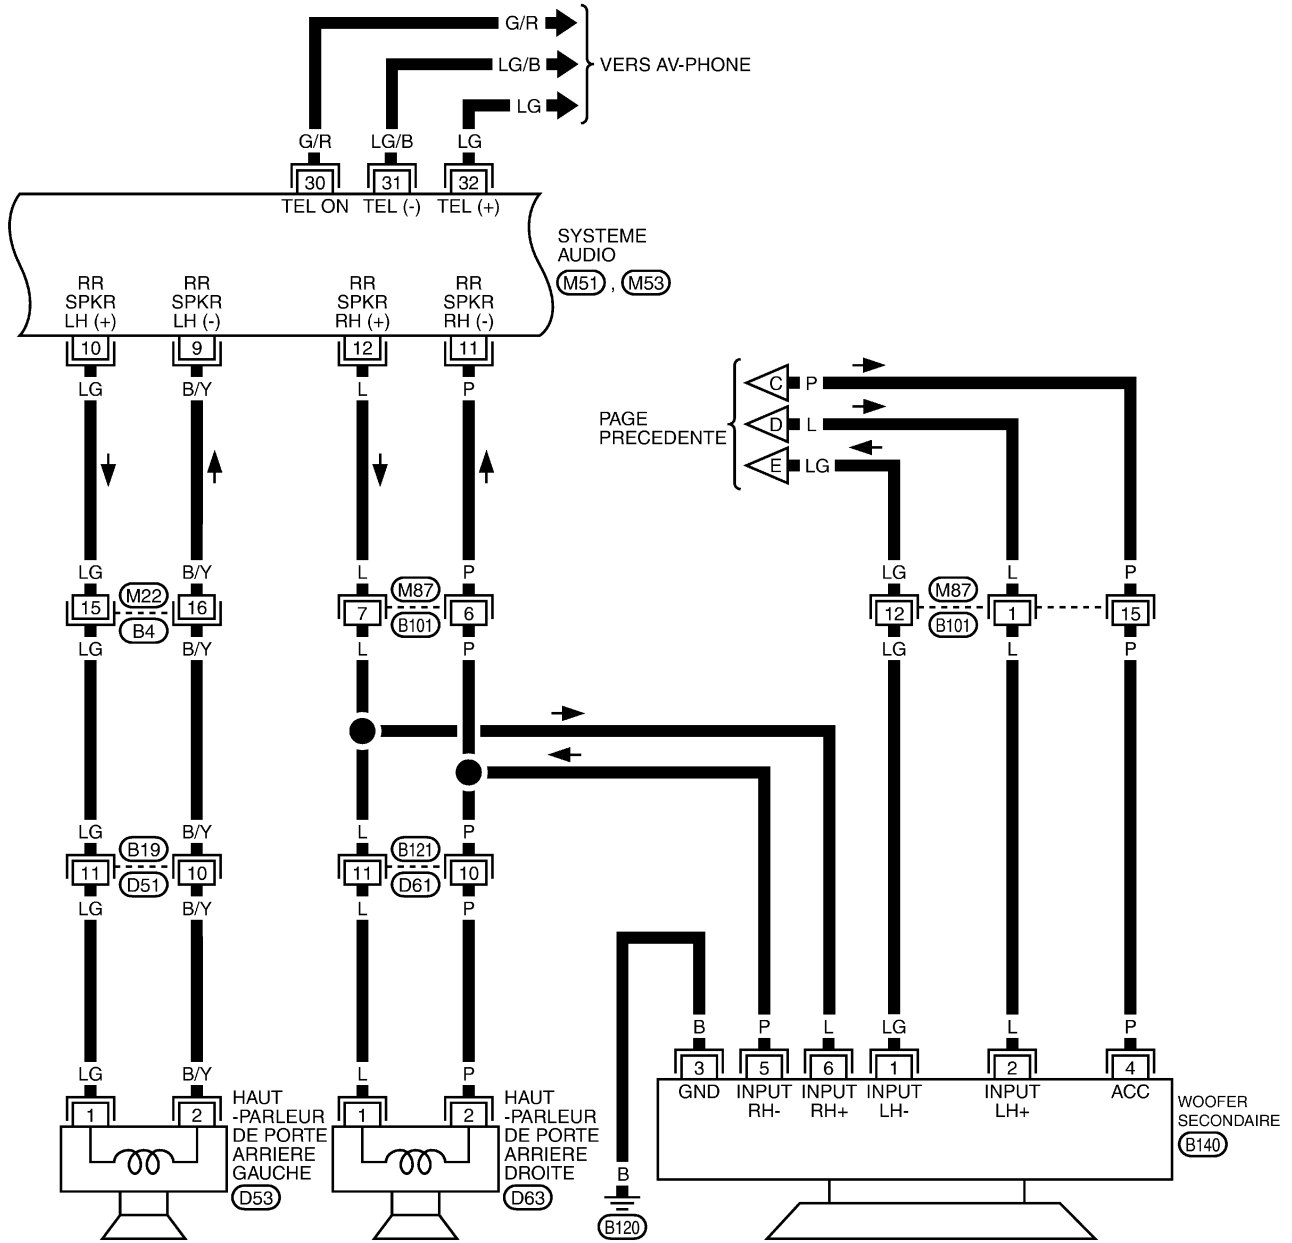 G/R
LG/B
LG
VERS AV-PHONE
G/R LG/B LG
30 31 32
TEL ON TEL (-) TEL (+)
SYSTEME
AUDIO
M51 , M53
RR
SPKR
LH (+)
RR
SPKR
LH (-)
RR
SPKR
RH (+)
RR
SPKR
RH (-)
10 9 12 11
LG B/Y L P
PAGE
PRECEDENTE
C P
D L
E LG
LG B/Y L P LG L P
15 M22 16 7 M87 6 12 M87 1 15
B4 B101 B101
LG B/Y L P LG L P
LG B/Y L P
11 B19 10 11 B121 10
D51 D61
LG B/Y L P
B P L LG L P
3 5 6 1 2 4
GND
INPUT
RH-
INPUT
RH+
INPUT
LH-
INPUT
LH+
ACC
WOOFER
SECONDAIRE
B140
LG B/Y L P
1 2 1 2
HAUT
-PARLEUR
DE PORTE
ARRIERE
GAUCHE
D53
HAUT
-PARLEUR
DE PORTE
ARRIERE
DROITE
D63
B
B120